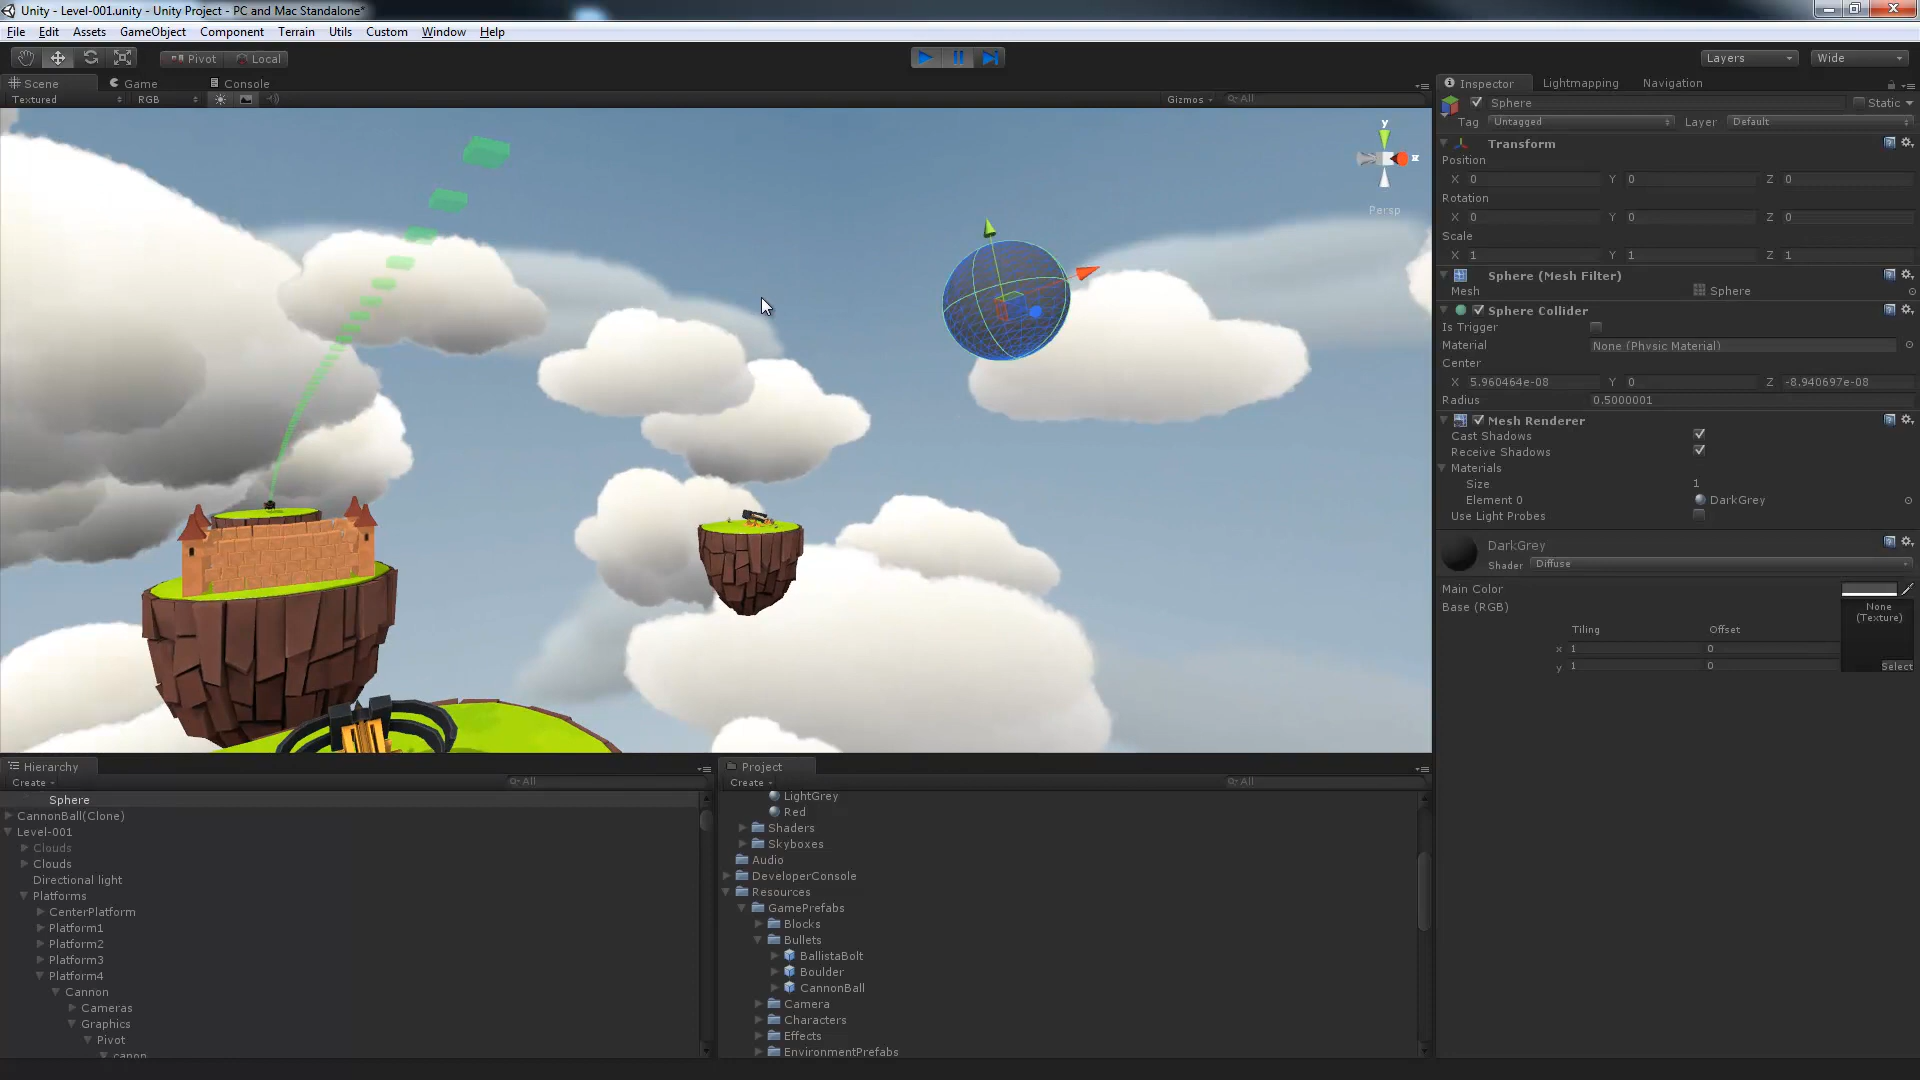 Unity - Level-001.unity - Unity Project - PC and Mac Standalone*
File Edit Assets GameObject Component Terrain Utils Custom Window Help
Pivot Local Layers Wide
Scene Game Console
Textured RGB Gizmos All
y
z
Persp
Inspector Lightmapping Navigation
Sphere Static
Tag Untagged Layer Default
Transform
Position
X 0 Y 0 Z 0
Rotation
X 0 Y 0 Z 0
Scale
X 1 Y 1 Z 1
Sphere (Mesh Filter)
Mesh Sphere
Sphere Collider
Is Trigger
Material None (Physic Material)
Center
X 5.960464e-08 Y 0 Z -8.940697e-08
Radius 0.5000001
Mesh Renderer
Cast Shadows
Receive Shadows
Materials
Size 1
Element 0 DarkGrey
Use Light Probes
DarkGrey
Shader Diffuse
Main Color
Base (RGB) None
(Texture)
Tiling Offset
x 1 0
y 1 0
Select
Hierarchy
Create All
Sphere
CannonBall(Clone)
Level-001
Clouds
Clouds
Directional light
Platforms
CenterPlatform
Platform1
Platform2
Platform3
Platform4
Cannon
Cameras
Graphics
Pivot
canon
Project
Create All
LightGrey
Red
Shaders
Skyboxes
Audio
DeveloperConsole
Resources
GamePrefabs
Blocks
Bullets
BallistaBolt
Boulder
CannonBall
Camera
Characters
Effects
EnvironmentPrefabs